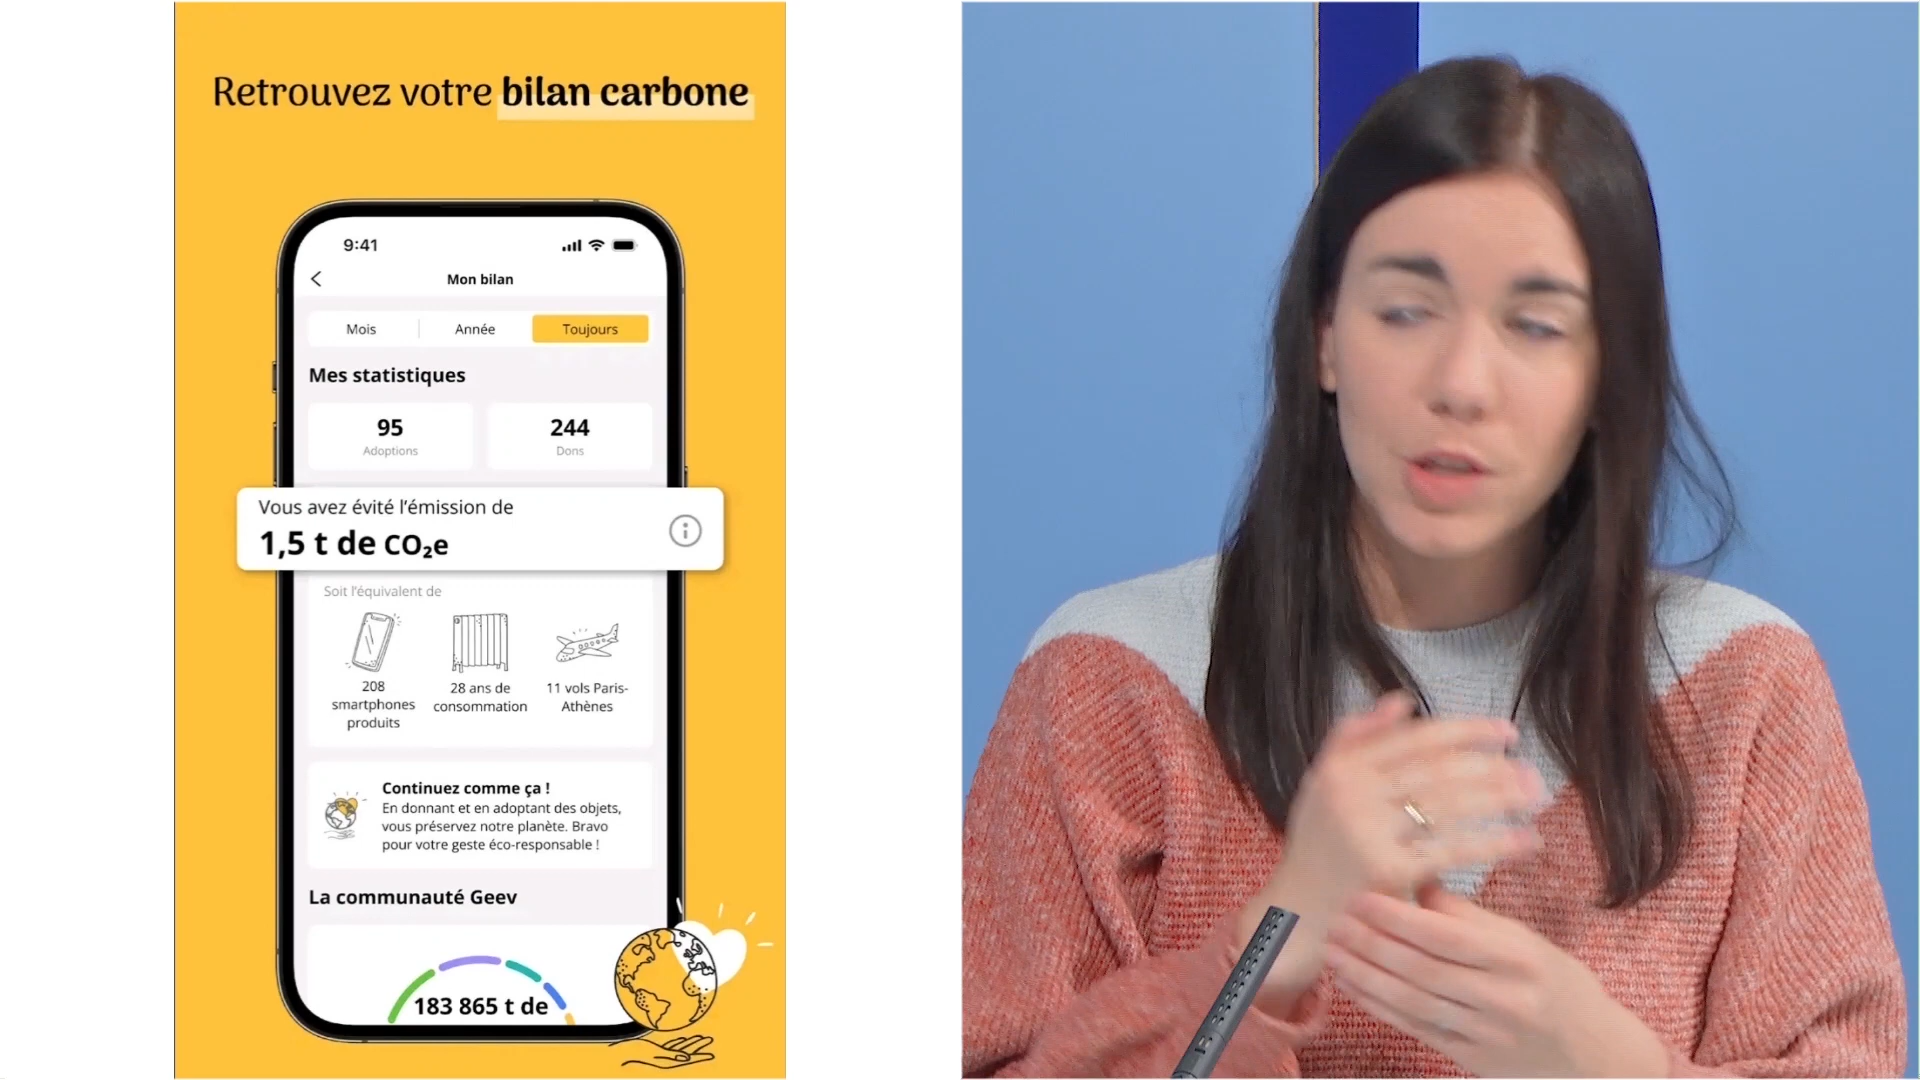 Retrouvez votre bilan carbone
9:41
Mon bilan
Mois
Année
Toujours
Mes statistiques
95
Adoptions
244
Dons
Vous avez évité l'émission de
1,5 t de CO₂e
Soit l'équivalent de
208
smartphones
produits
28 ans de
consommation
11 vols Paris-
Athènes
Continuez comme ça !
En donnant et en adoptant des objets,
vous préservez notre planète. Bravo
pour votre geste éco-responsable !
La communauté Geev
183 865 t de